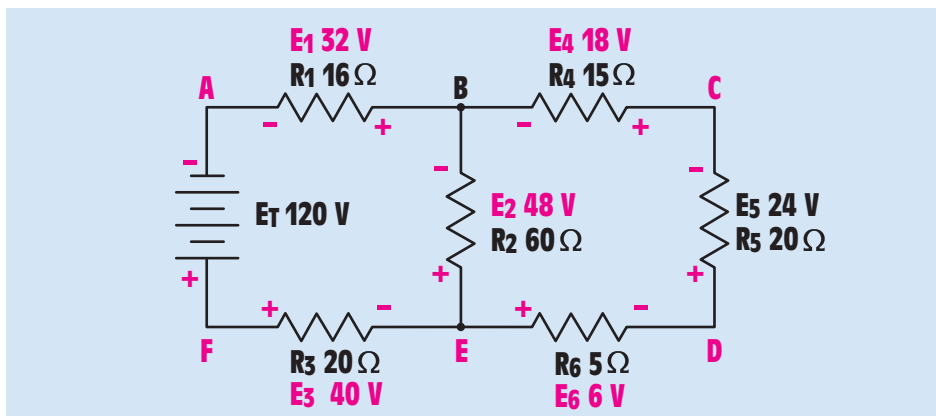 E1 32 V
R1 16 Ω
E4 18 V
R4 15 Ω
A
B
C
−
+
−
+
−
−
−
ET 120 V
E2 48 V
R2 60 Ω
E5 24 V
R5 20 Ω
+
+
+
+
−
+
−
F
R3 20 Ω
E3 40 V
E
R6 5 Ω
E6 6 V
D